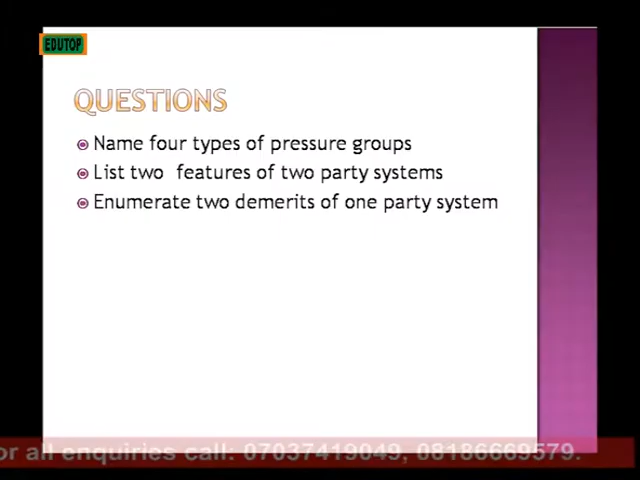 EDUTOP
QUESTIONS
Name four types of pressure groups
List two features of two party systems
Enumerate two demerits of one party system
or all enquiries call: 07037419049, 08186669579.